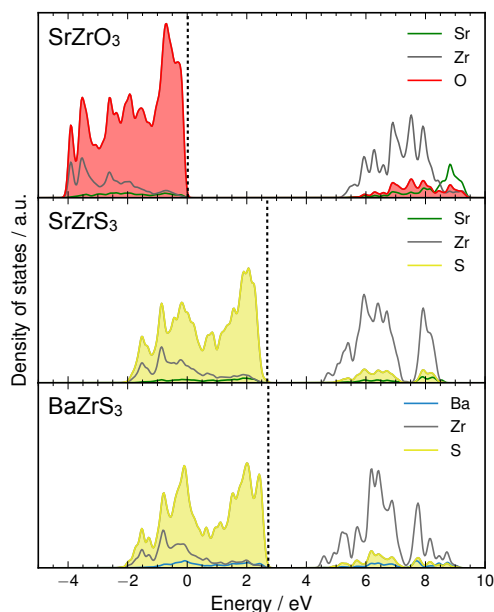 SrZrO₃
Sr
Zr
O
SrZrS₃
Sr
Zr
S
BaZrS₃
Ba
Zr
S
Density of states / a.u.
−4 −2 0 2 4 6 8 10
Energy / eV